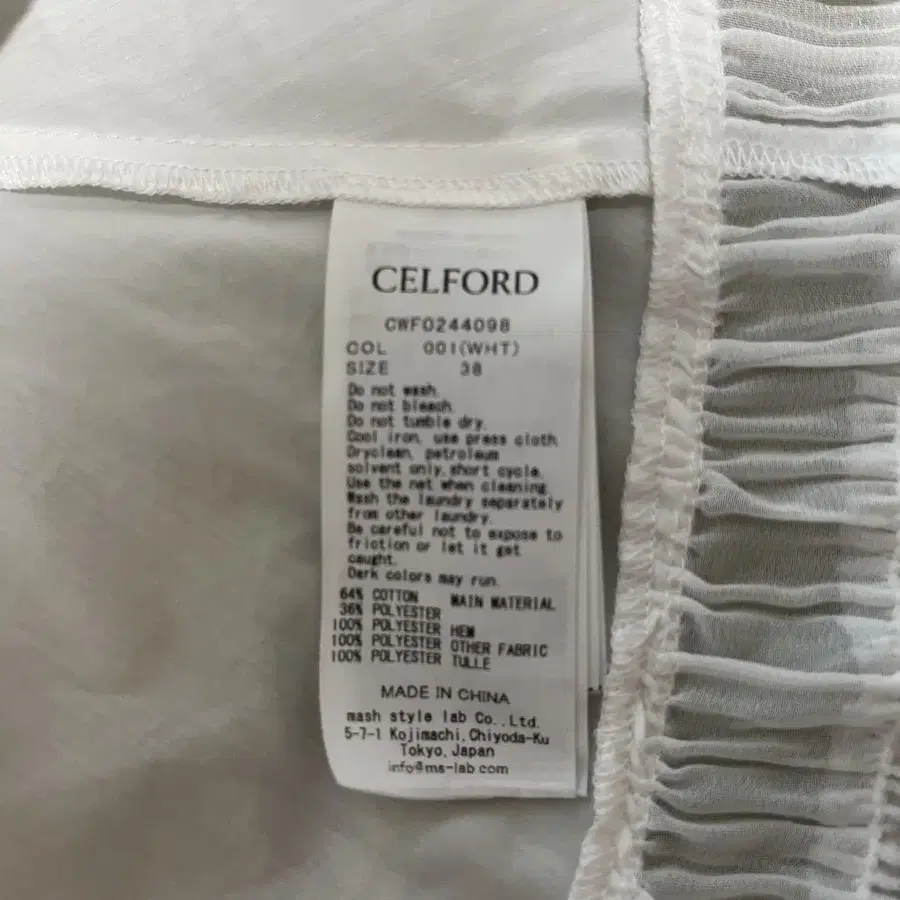 CELFORD
CWF0244098
COL 001(WHT)
SIZE 38
Do not wash.
Do not bleach.
Do not tumble dry.
Cool iron, use press cloth
Dryclean, petroleum
solvent only, short cycle.
Use the net when cleaning.
Wash the laundry separately
from other laundry.
Be careful not to expose to
friction or let it get
caught.
Dark colors may run.
64% COTTON MAIN MATERIAL
36% POLYESTER
100% POLYESTER HEM
100% POLYESTER OTHER FABRIC
100% POLYESTER TULLE
MADE IN CHINA
mash style lab Co.,Ltd.
5-7-1 Kojimachi,Chiyoda-Ku
Tokyo,Japan
info@ms-lab.com